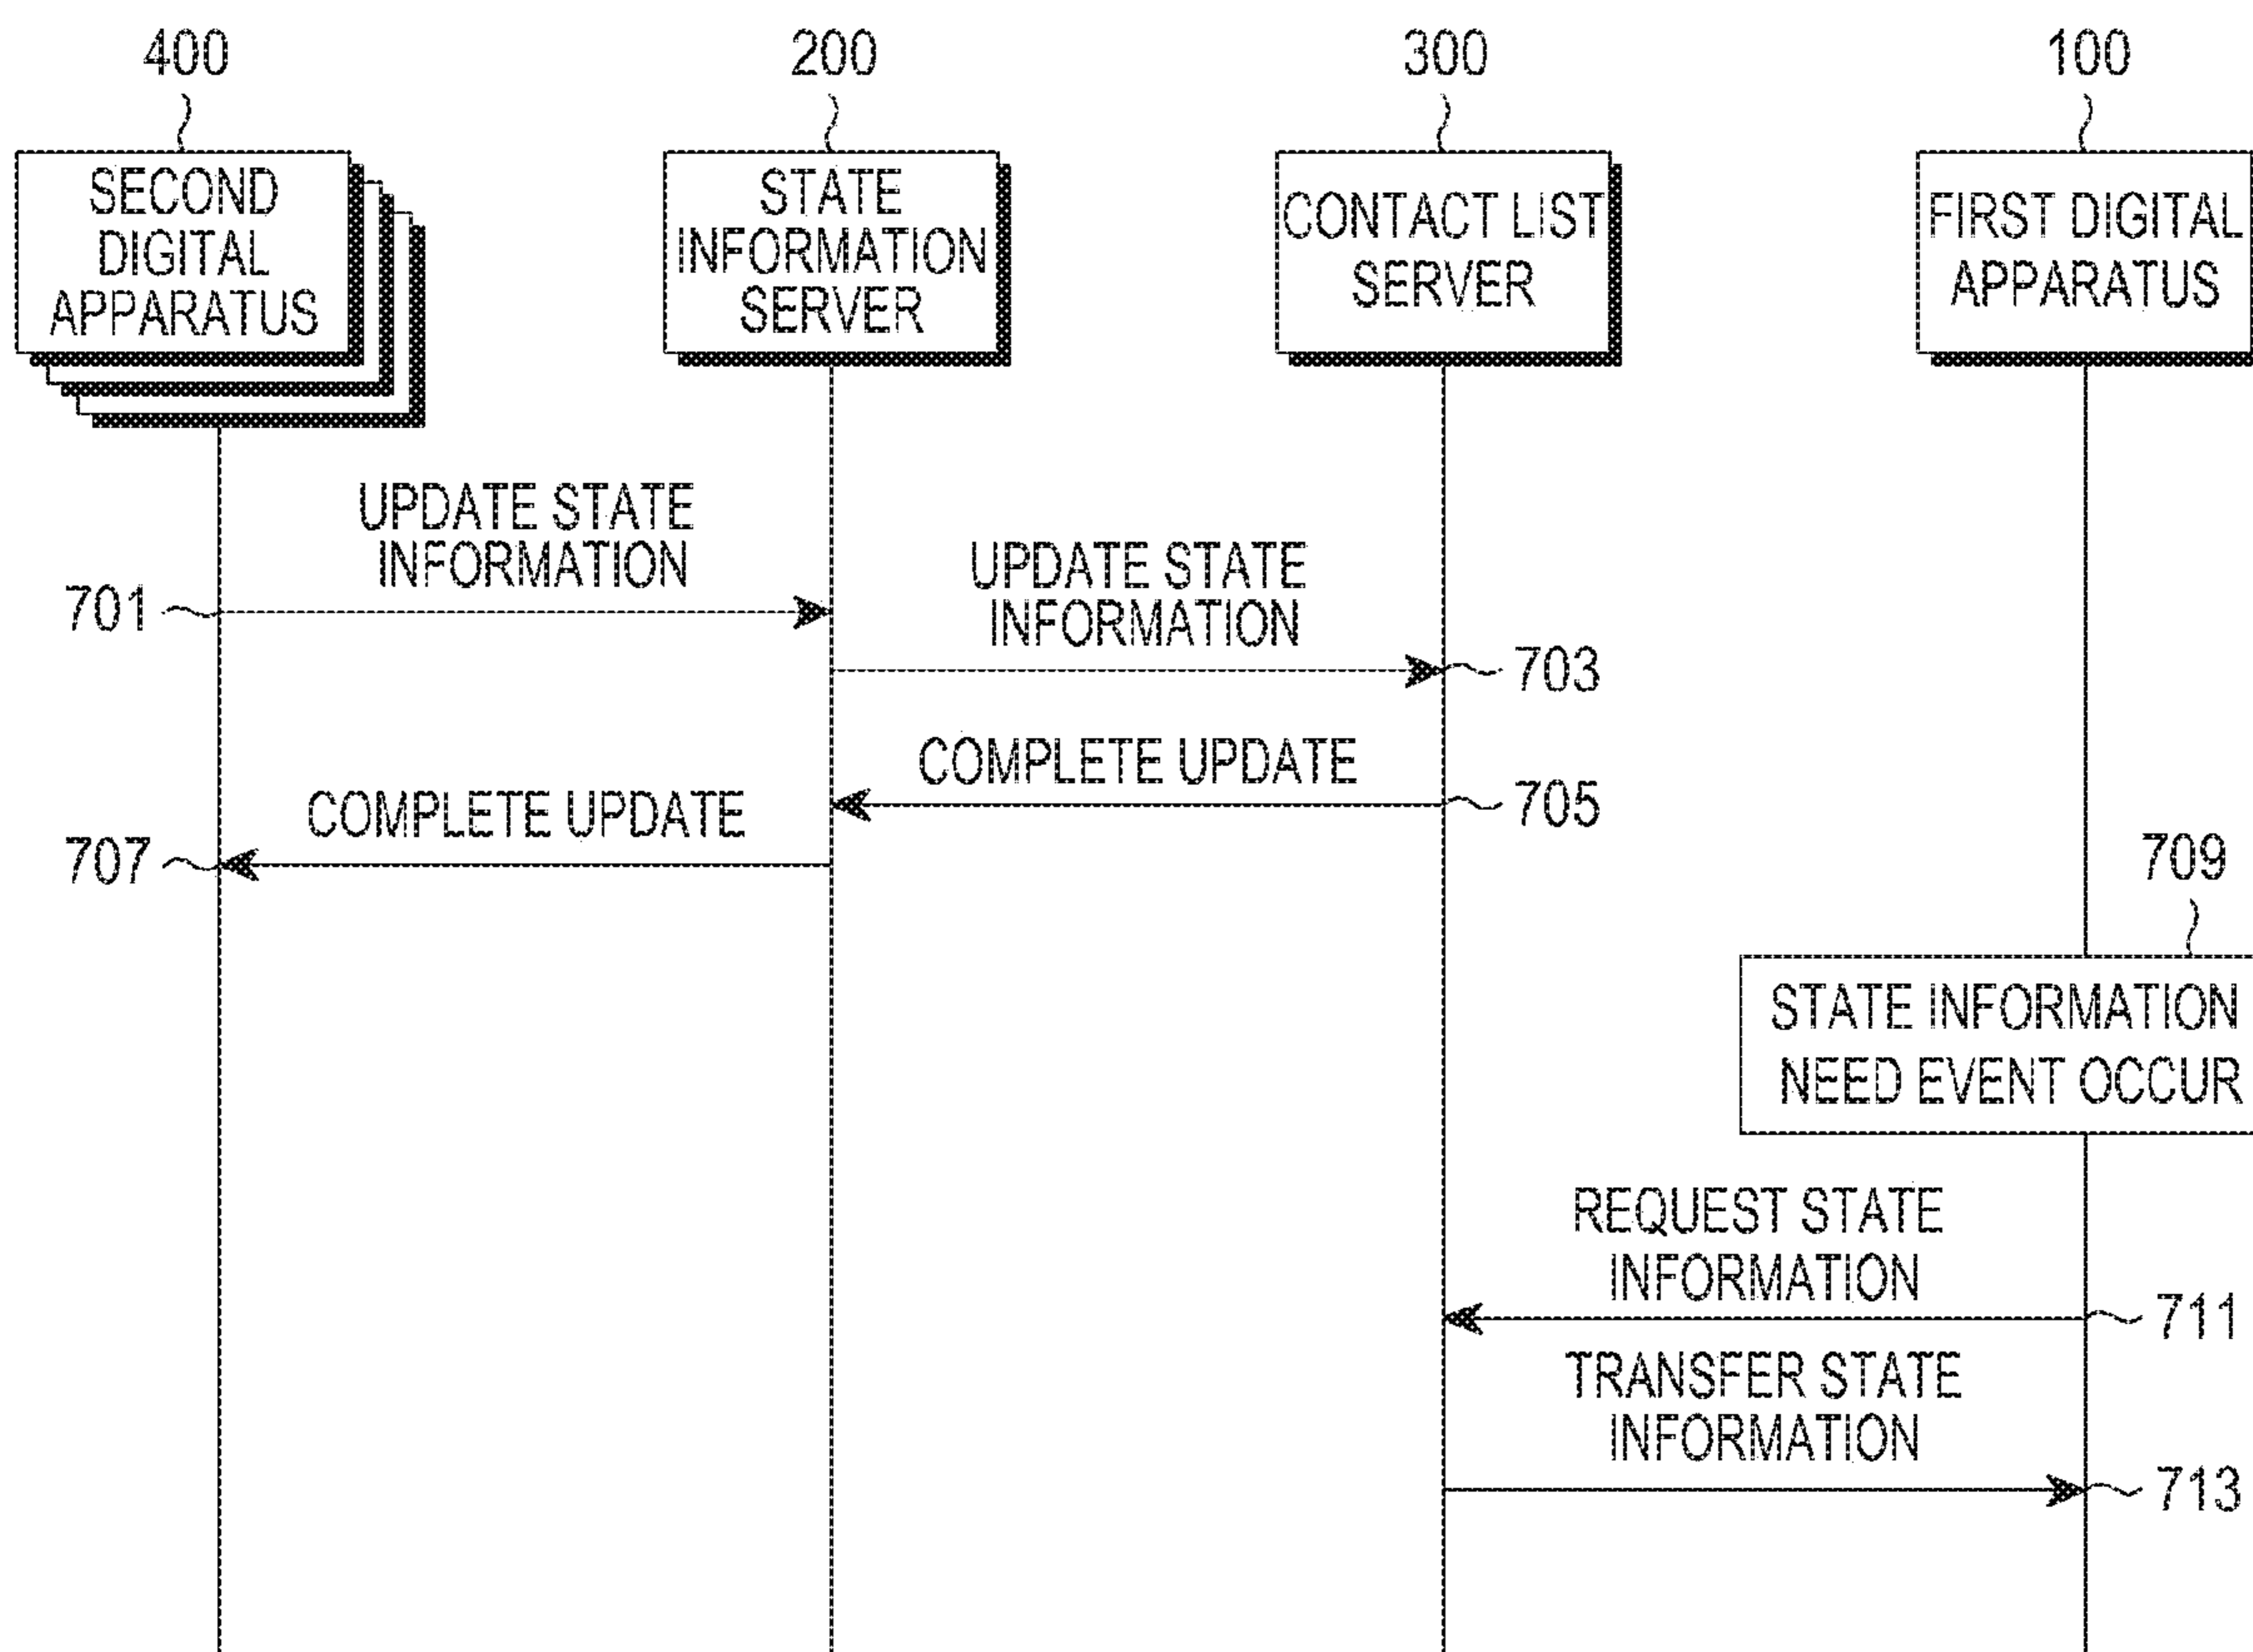 400
200
300
100
SECOND
DIGITAL
APPARATUS
STATE
INFORMATION
SERVER
CONTACT LIST
SERVER
FIRST DIGITAL
APPARATUS
UPDATE STATE
INFORMATION
701
UPDATE STATE
INFORMATION
703
COMPLETE UPDATE
705
COMPLETE UPDATE
707
709
STATE INFORMATION
NEED EVENT OCCUR
REQUEST STATE
INFORMATION
711
TRANSFER STATE
INFORMATION
713